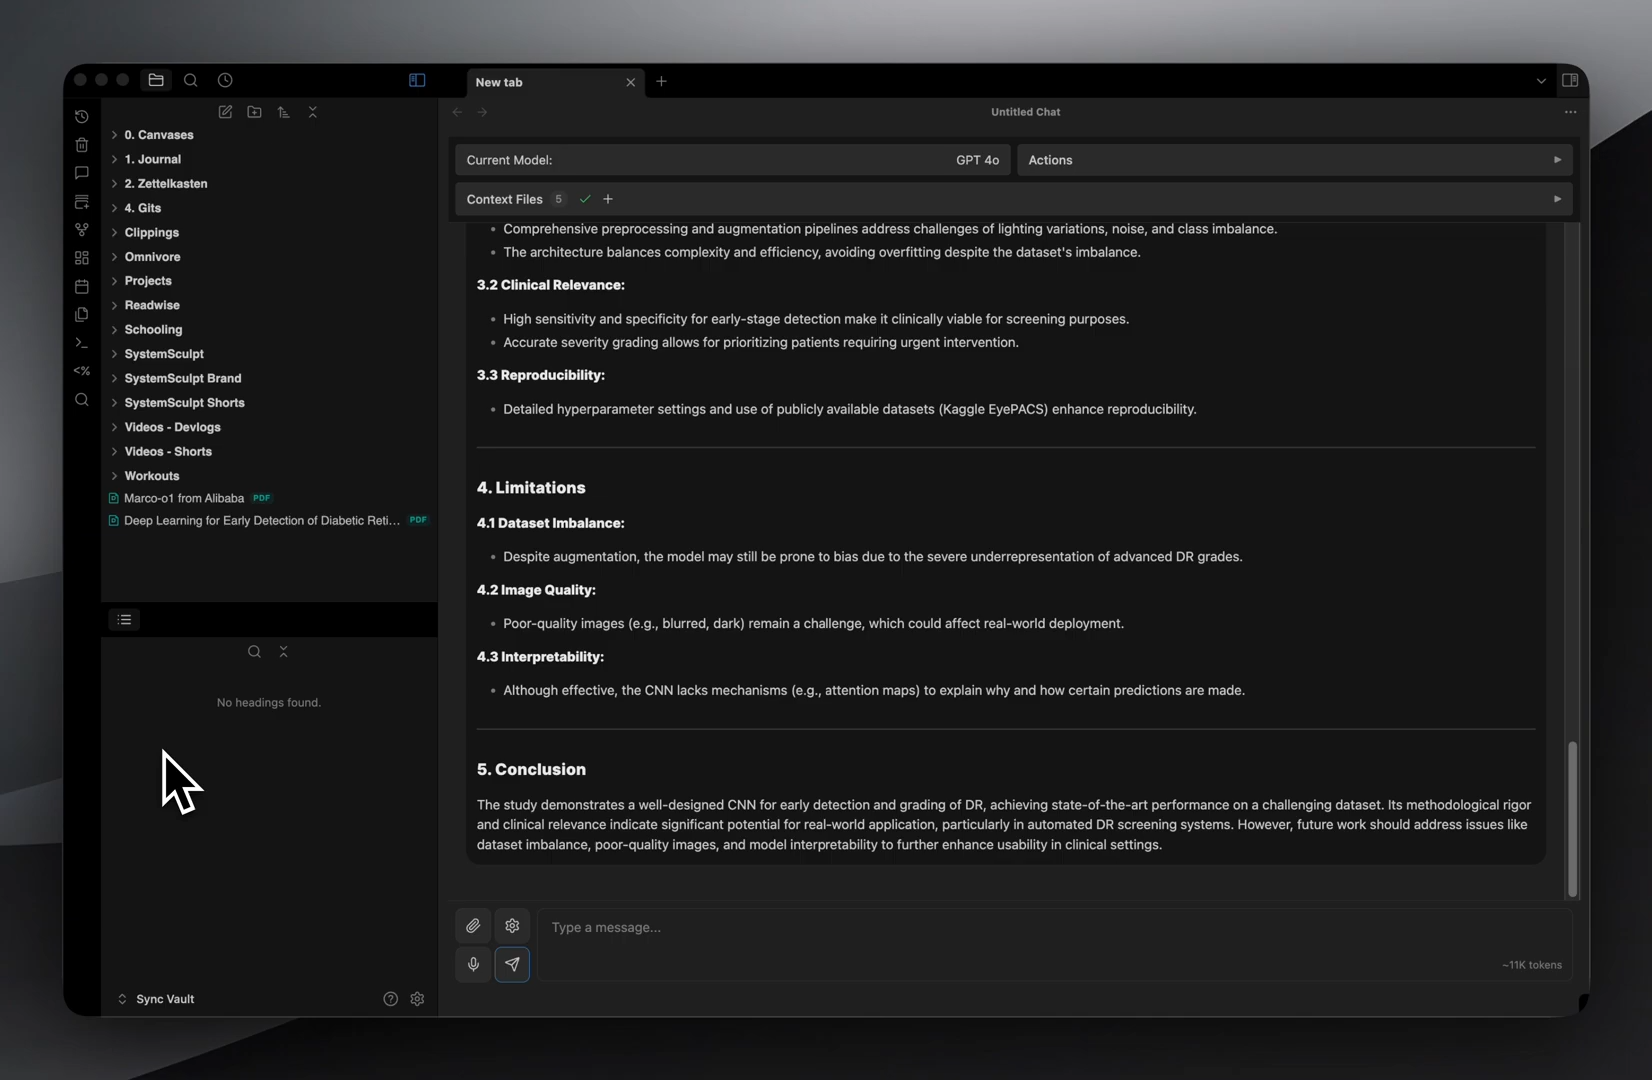 New tab
Untitled Chat
0. Canvases
1. Journal
2. Zettelkasten
4. Gits
Clippings
Omnivore
Projects
Readwise
Schooling
SystemSculpt
SystemSculpt Brand
SystemSculpt Shorts
Videos - Devlogs
Videos - Shorts
Workouts
Marco-o1 from Alibaba PDF
Deep Learning for Early Detection of Diabetic Reti... PDF
<%
No headings found.
Sync Vault
Current Model: GPT 4o Actions
Context Files 5
• Comprehensive preprocessing and augmentation pipelines address challenges of lighting variations, noise, and class imbalance.
• The architecture balances complexity and efficiency, avoiding overfitting despite the dataset's imbalance.
3.2 Clinical Relevance:
• High sensitivity and specificity for early-stage detection make it clinically viable for screening purposes.
• Accurate severity grading allows for prioritizing patients requiring urgent intervention.
3.3 Reproducibility:
• Detailed hyperparameter settings and use of publicly available datasets (Kaggle EyePACS) enhance reproducibility.
4. Limitations
4.1 Dataset Imbalance:
• Despite augmentation, the model may still be prone to bias due to the severe underrepresentation of advanced DR grades.
4.2 Image Quality:
• Poor-quality images (e.g., blurred, dark) remain a challenge, which could affect real-world deployment.
4.3 Interpretability:
• Although effective, the CNN lacks mechanisms (e.g., attention maps) to explain why and how certain predictions are made.
5. Conclusion
The study demonstrates a well-designed CNN for early detection and grading of DR, achieving state-of-the-art performance on a challenging dataset. Its methodological rigor
and clinical relevance indicate significant potential for real-world application, particularly in automated DR screening systems. However, future work should address issues like
dataset imbalance, poor-quality images, and model interpretability to further enhance usability in clinical settings.
Type a message...
~11K tokens